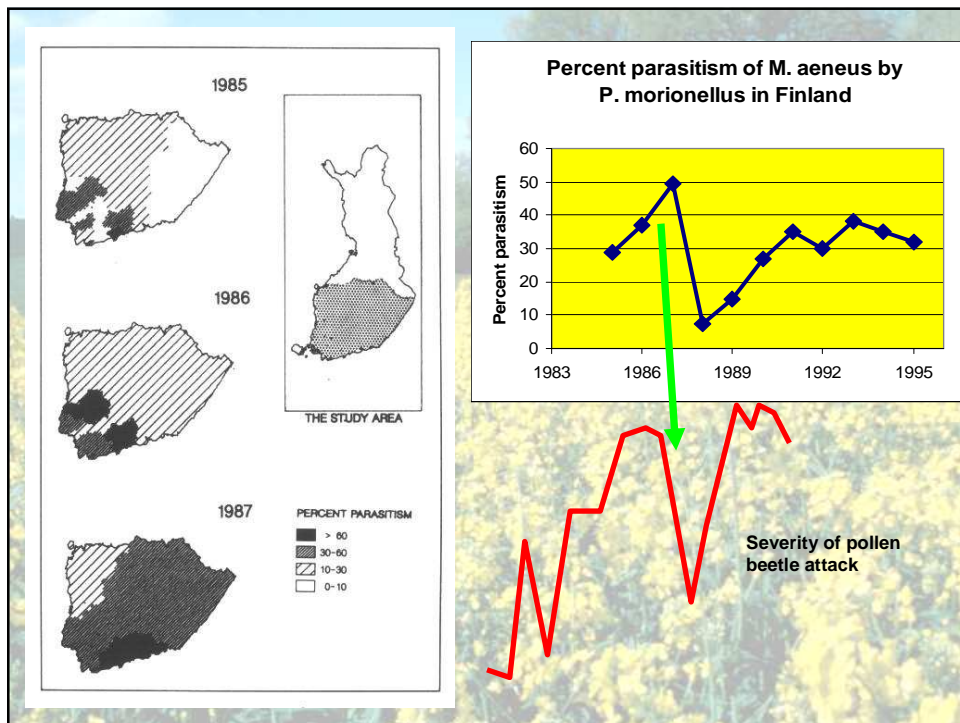 1985
1986
1987
THE STUDY AREA
PERCENT PARASITISM
> 60
30-60
10-30
0-10
Percent parasitism of M. aeneus by
P. morionellus in Finland
Percent parasitism
60
50
40
30
20
10
0
1983 1986 1989 1992 1995
Severity of pollen
beetle attack